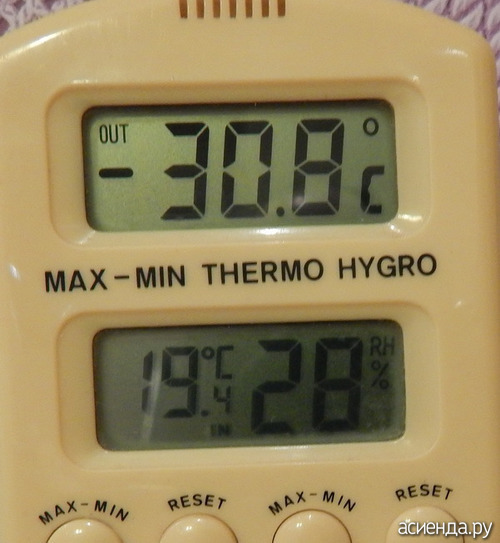 OUT
-30.8°C
MAX-MIN THERMO HYGRO
19.4°C IN 28 RH %
MAX-MIN RESET MAX-MIN RESET
асиенда.ру